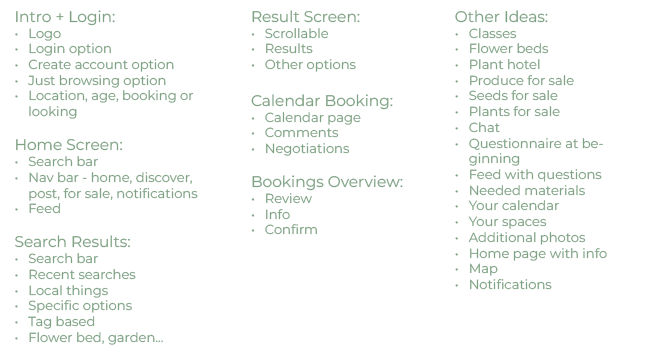 Intro + Login:
• Logo
• Login option
• Create account option
• Just browsing option
• Location, age, booking or
looking
Home Screen:
• Search bar
• Nav bar - home, discover,
post, for sale, notifications
• Feed
Search Results:
• Search bar
• Recent searches
• Local things
• Specific options
• Tag based
• Flower bed, garden...
Result Screen:
• Scrollable
• Results
• Other options
Calendar Booking:
• Calendar page
• Comments
• Negotiations
Bookings Overview:
• Review
• Info
• Confirm
Other Ideas:
• Classes
• Flower beds
• Plant hotel
• Produce for sale
• Seeds for sale
• Plants for sale
• Chat
• Questionnaire at be-
ginning
• Feed with questions
• Needed materials
• Your calendar
• Your spaces
• Additional photos
• Home page with info
• Map
• Notifications